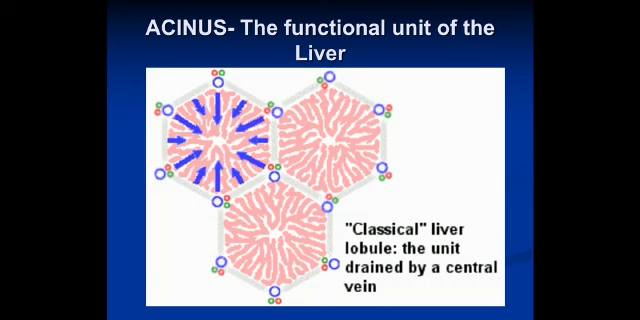 ACINUS- The functional unit of the
Liver
"Classical" liver
lobule: the unit
drained by a central
vein